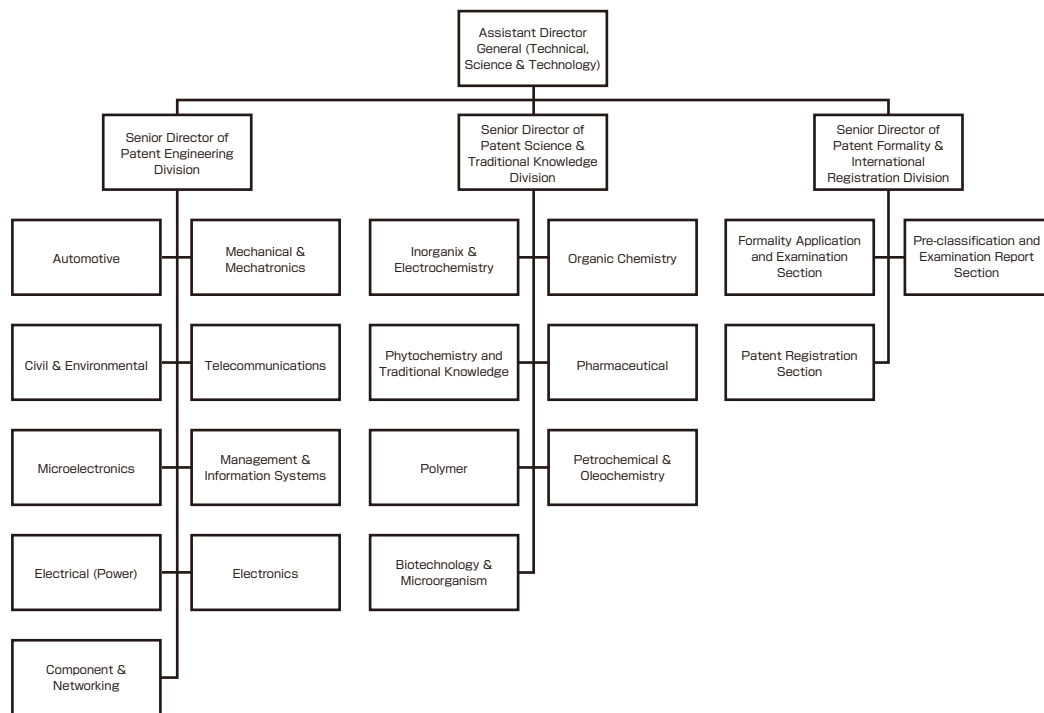 Assistant Director
General (Technical,
Science & Technology)
Senior Director of
Patent Engineering
Division
Senior Director of
Patent Science &
Traditional Knowledge
Division
Senior Director of
Patent Formality &
International
Registration Division
Automotive
Mechanical &
Mechatronics
Inorganix &
Electrochemistry
Organic Chemistry
Formality Application
and Examination
Section
Pre-classification and
Examination Report
Section
Civil & Environmental
Telecommunications
Phytochemistry and
Traditional Knowledge
Pharmaceutical
Patent Registration
Section
Microelectronics
Management &
Information Systems
Polymer
Petrochemical &
Oleochemistry
Electrical (Power)
Electronics
Biotechnology &
Microorganism
Component &
Networking